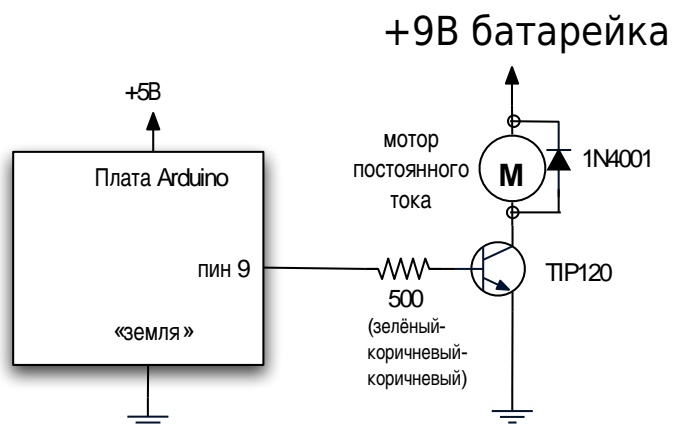 +9В батарейка
+5В
Плата Arduino
мотор
постоянного
тока
М
1N4001
пин 9
TIP120
500
(зелёный-
коричневый-
коричневый)
«земля»